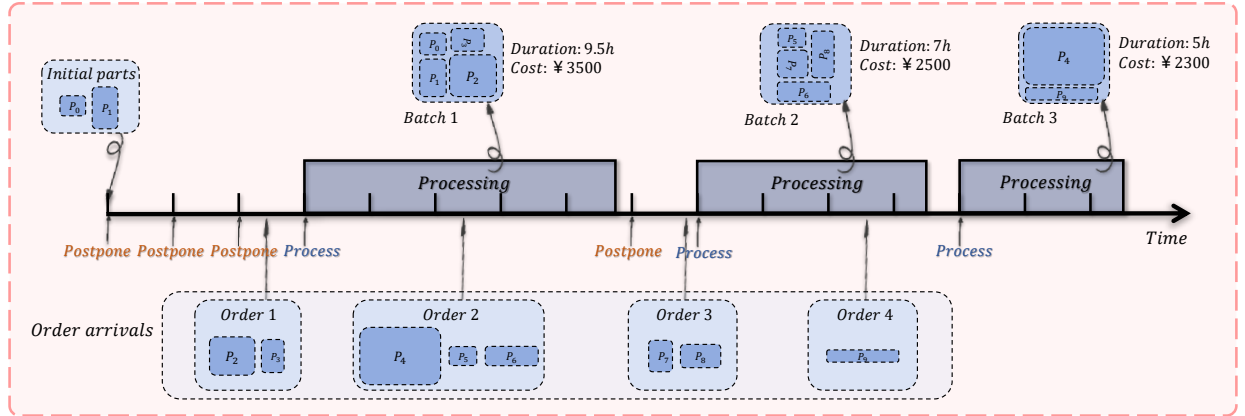 Initial parts
P0
P1
P0
P3
P1
P2
Duration: 9.5h
Cost: ¥3500
Batch 1
P5
P8
P7
P6
Duration: 7h
Cost: ¥2500
Batch 2
P4
P9
Duration: 5h
Cost: ¥2300
Batch 3
Processing
Processing
Processing
Time
Postpone
Postpone
Postpone
Process
Postpone
Process
Process
Order arrivals
Order 1
P2
P3
Order 2
P4
P5
P6
Order 3
P7
P8
Order 4
P9